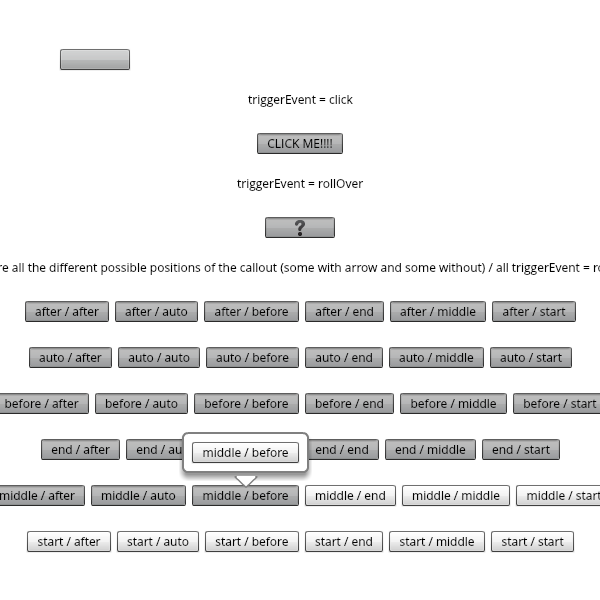 triggerEvent = click
CLICK ME!!!!
triggerEvent = rollOver
?
all the different possible positions of the callout (some with arrow and some without) / all triggerEvent =
after / after after / auto after / before after / end after / middle after / start
auto / after auto / auto auto / before auto / end auto / middle auto / start
before / after before / auto before / before before / end before / middle before / start
end / after end / middle / before end / end end / middle end / start
middle / after middle / auto middle / before middle / end middle / middle middle / start
start / after start / auto start / before start / end start / middle start / start